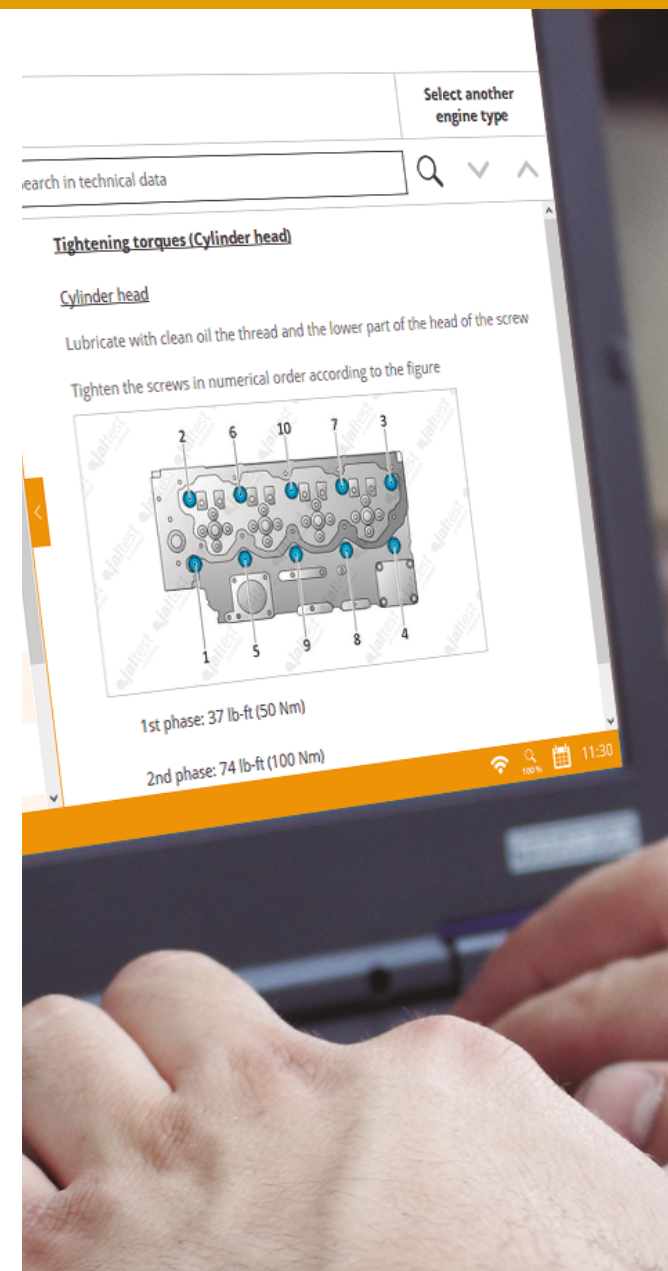 Select another
engine type
earch in technical data
Tightening torques (Cylinder head)
Cylinder head
Lubricate with clean oil the thread and the lower part of the head of the screw
Tighten the screws in numerical order according to the figure
2 6 10 7 3
1 5 9 8 4
jaltest
1st phase: 37 lb-ft (50 Nm)
2nd phase: 74 lb-ft (100 Nm)
100 %
11:30